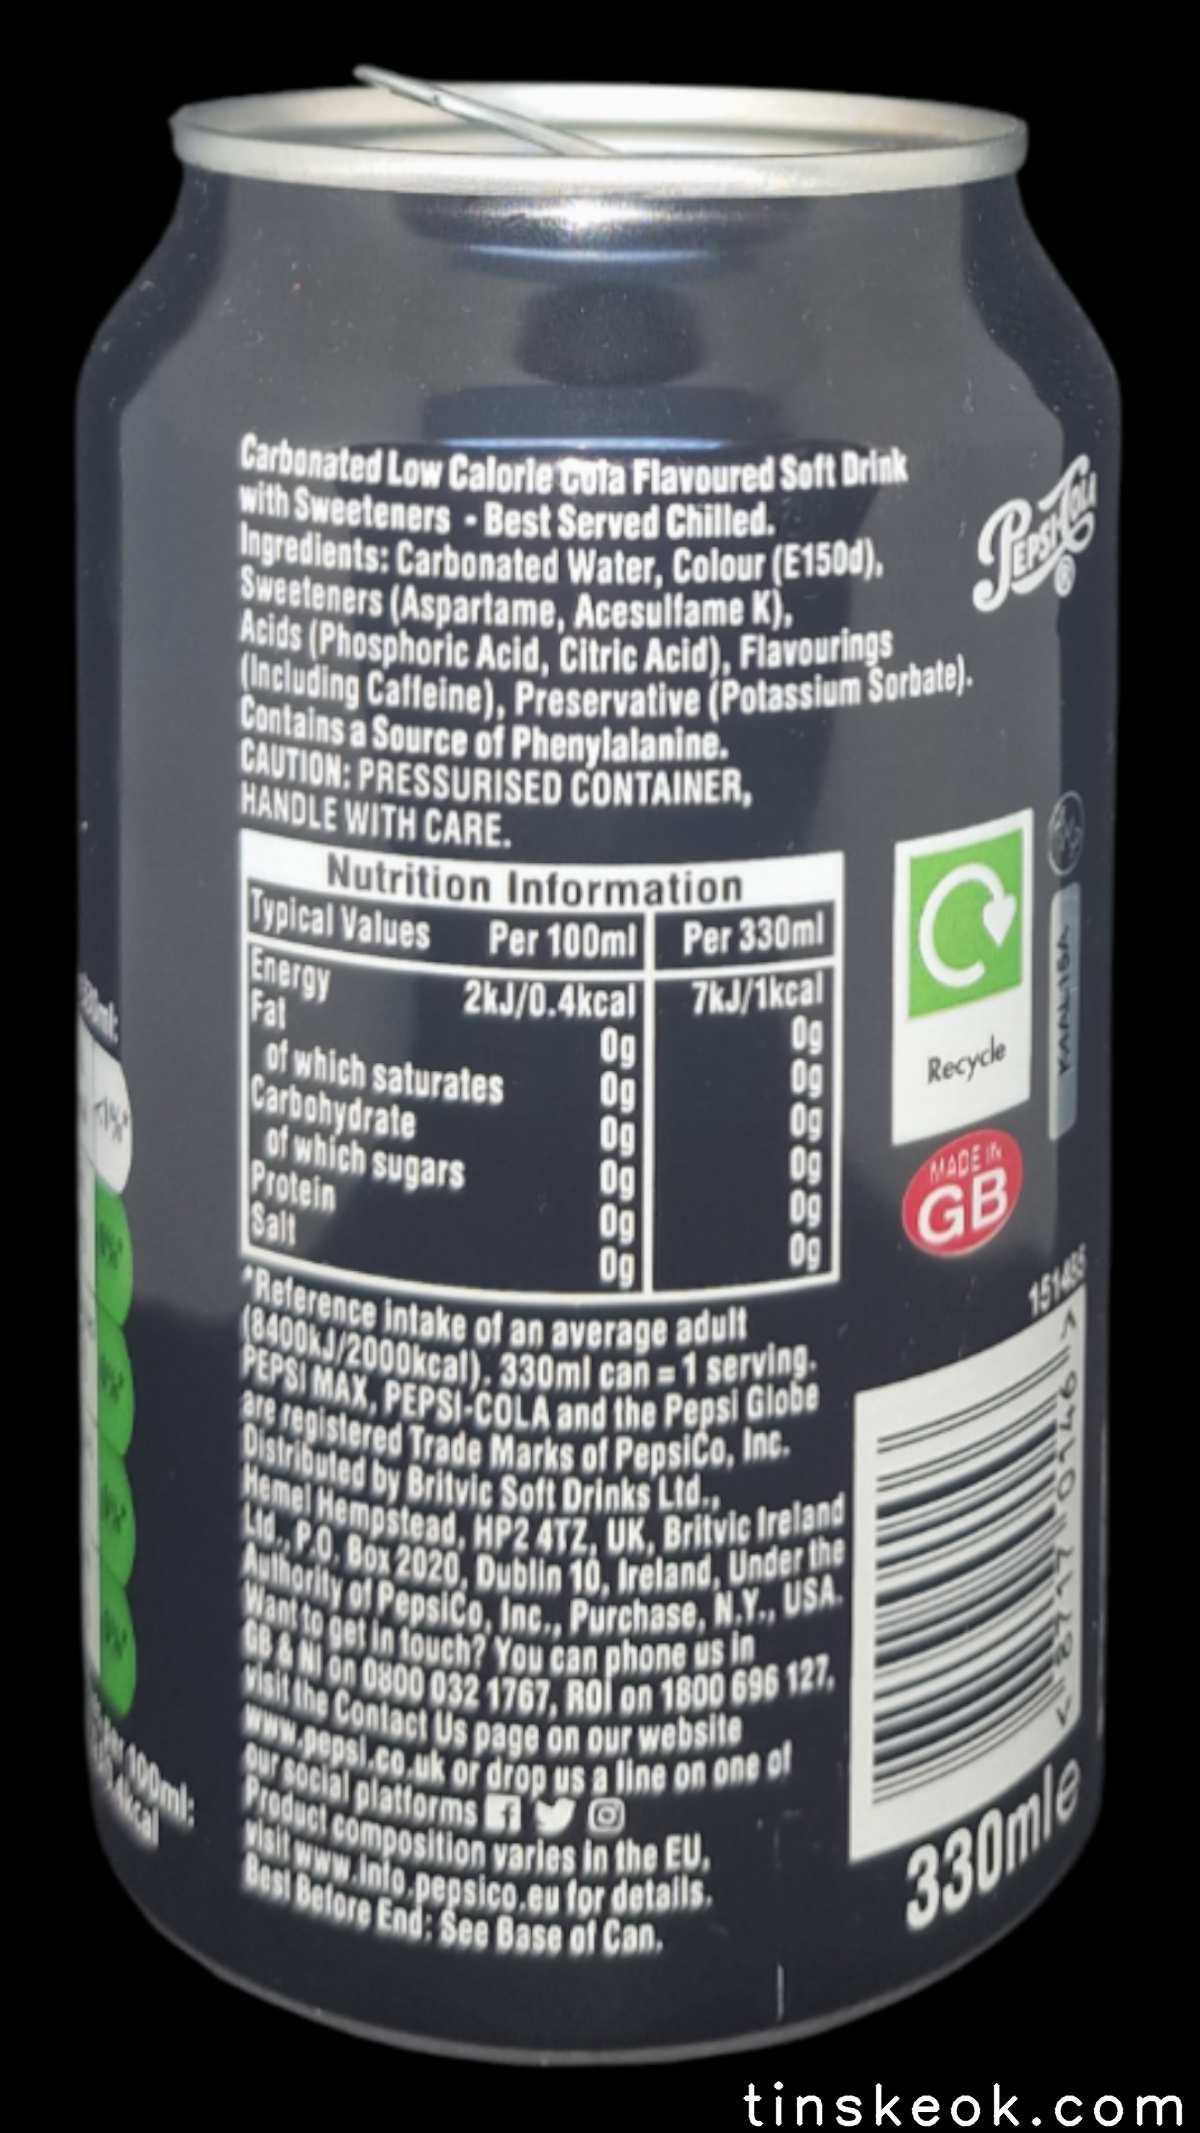 Carbonated Low Calorie Cola Flavoured Soft Drink
with Sweeteners - Best Served Chilled.
Ingredients: Carbonated Water, Colour (E150d),
Sweeteners (Aspartame, Acesulfame K),
Acids (Phosphoric Acid, Citric Acid), Flavourings
(Including Caffeine), Preservative (Potassium Sorbate).
Contains a Source of Phenylalanine.
CAUTION: PRESSURISED CONTAINER,
HANDLE WITH CARE.
Nutrition Information
Typical Values Per 100ml Per 330ml
Energy 2kJ/0.4kcal 7kJ/1kcal
Fat 0g 0g
of which saturates 0g 0g
Carbohydrate 0g 0g
of which sugars 0g 0g
Protein 0g 0g
Salt 0g 0g
*Reference intake of an average adult
(8400kJ/2000kcal). 330ml can = 1 serving.
PEPSI MAX, PEPSI-COLA and the Pepsi Globe
are registered Trade Marks of PepsiCo, Inc.
Distributed by Britvic Soft Drinks Ltd.,
Hemel Hempstead, HP2 4TZ, UK, Britvic Ireland
Ltd., P.O. Box 2020, Dublin 10, Ireland, Under the
Authority of PepsiCo, Inc., Purchase, N.Y., USA.
Want to get in touch? You can phone us in
GB & NI on 0800 032 1767, ROI on 1800 696 127,
visit the Contact Us page on our website
www.pepsi.co.uk or drop us a line on one of
our social platforms
Product composition varies in the EU,
visit www.info.pepsico.eu for details.
Best Before End: See Base of Can.
PEPSI-COLA ®
Recycle
MADE IN
GB
330ml e
<1%*
per 100ml:
tinskeok.com